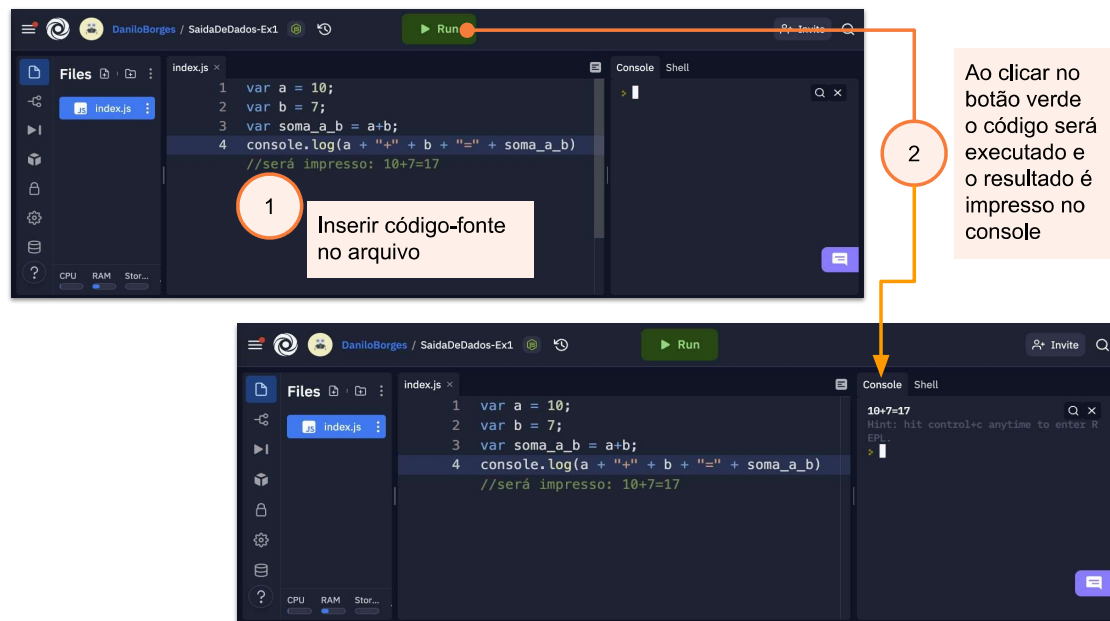 DaniloBorges / SaidaDeDados-Ex1
Run
Invite
Files
index.js
index.js ×
1 var a = 10;
2 var b = 7;
3 var soma_a_b = a+b;
4 console.log(a + "+" + b + "=" + soma_a_b)
//será impresso: 10+7=17
Console Shell
>
CPU RAM Stor...
?
1
Inserir código-fonte
no arquivo
2
Ao clicar no
botão verde
o código será
executado e
o resultado é
impresso no
console
DaniloBorges / SaidaDeDados-Ex1
Run
Invite
Files
JS index.js
index.js ×
1 var a = 10;
2 var b = 7;
3 var soma_a_b = a+b;
4 console.log(a + "+" + b + "=" + soma_a_b)
//será impresso: 10+7=17
Console Shell
10+7=17
Hint: hit control+c anytime to enter R
EPL.
>
CPU RAM Stor...
?